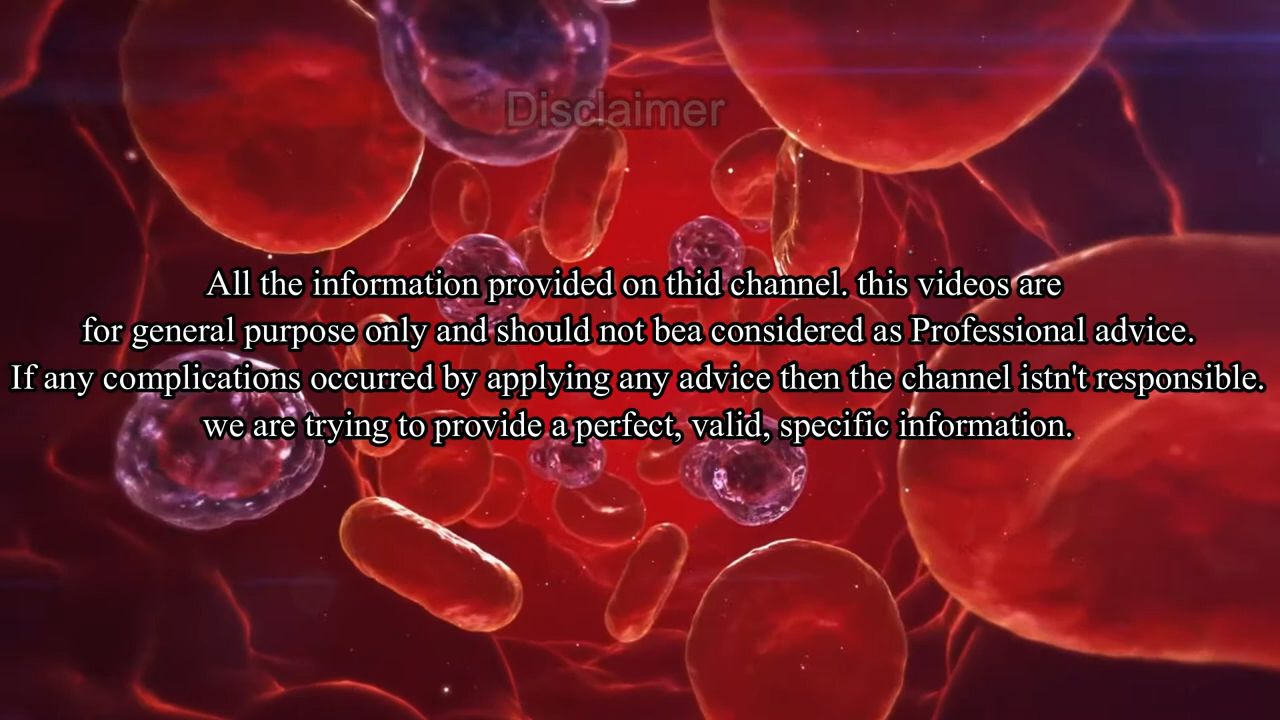 Disclaimer
All the information provided on thid channel. this videos are
for general purpose only and should not bea considered as Professional advice.
If any complications occurred by applying any advice then the channel istn't responsible.
we are trying to provide a perfect, valid, specific information.